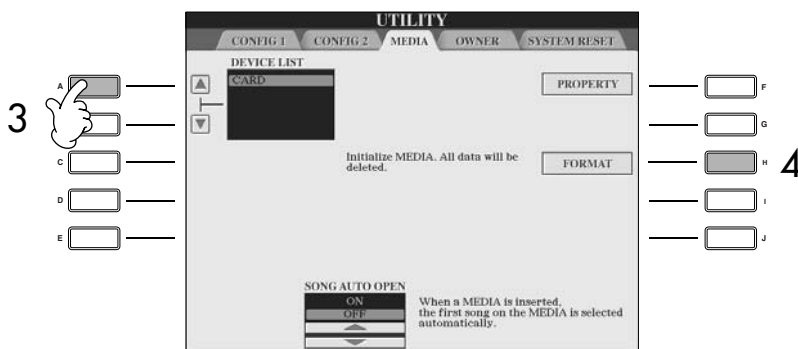 UTILITY
CONFIG 1 CONFIG 2 MEDIA OWNER SYSTEM RESET
DEVICE LIST
CARD
PROPERTY
Initialize MEDIA. All data will be
deleted.
FORMAT
SONG AUTO OPEN
ON
OFF
When a MEDIA is inserted,
the first song on the MEDIA is selected
automatically.
3
A
C
D
E
F
G
H
I
J
4